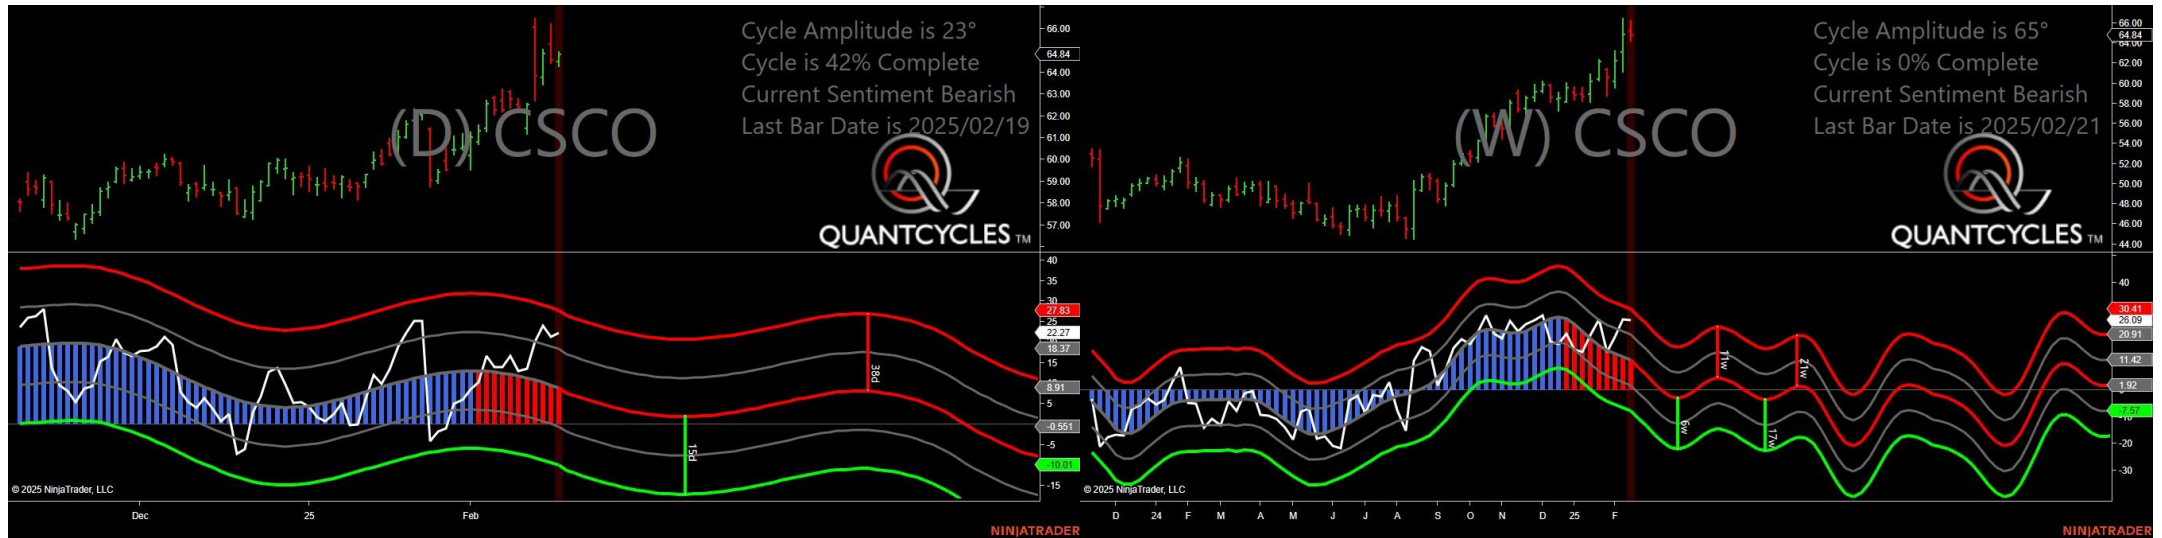 Cycle Amplitude is 23°
Cycle is 42% Complete
Current Sentiment Bearish
Last Bar Date is 2025/02/19
(D) CSCO
QUANTCYCLES TM
66.00
64.84
64.00
63.00
62.00
61.00
60.00
59.00
58.00
57.00
40
35
30
27.83
25
22.27
18.37
15
8.91
5
-0.551
-5
-10.01
-15
38d
15d
© 2025 NinjaTrader, LLC
Dec
25
Feb
NINJATRADER
Cycle Amplitude is 65°
Cycle is 0% Complete
Current Sentiment Bearish
Last Bar Date is 2025/02/21
(W) CSCO
QUANTCYCLES TM
66.00
64.84
64.00
62.00
60.00
58.00
56.00
54.00
52.00
50.00
48.00
46.00
44.00
40
30.41
26.09
20.91
11.42
1.92
-7.57
-20
-30
11w
21w
6w
17w
© 2025 NinjaTrader, LLC
D
24
F
M
A
M
J
J
A
S
O
N
D
25
F
NINJATRADER